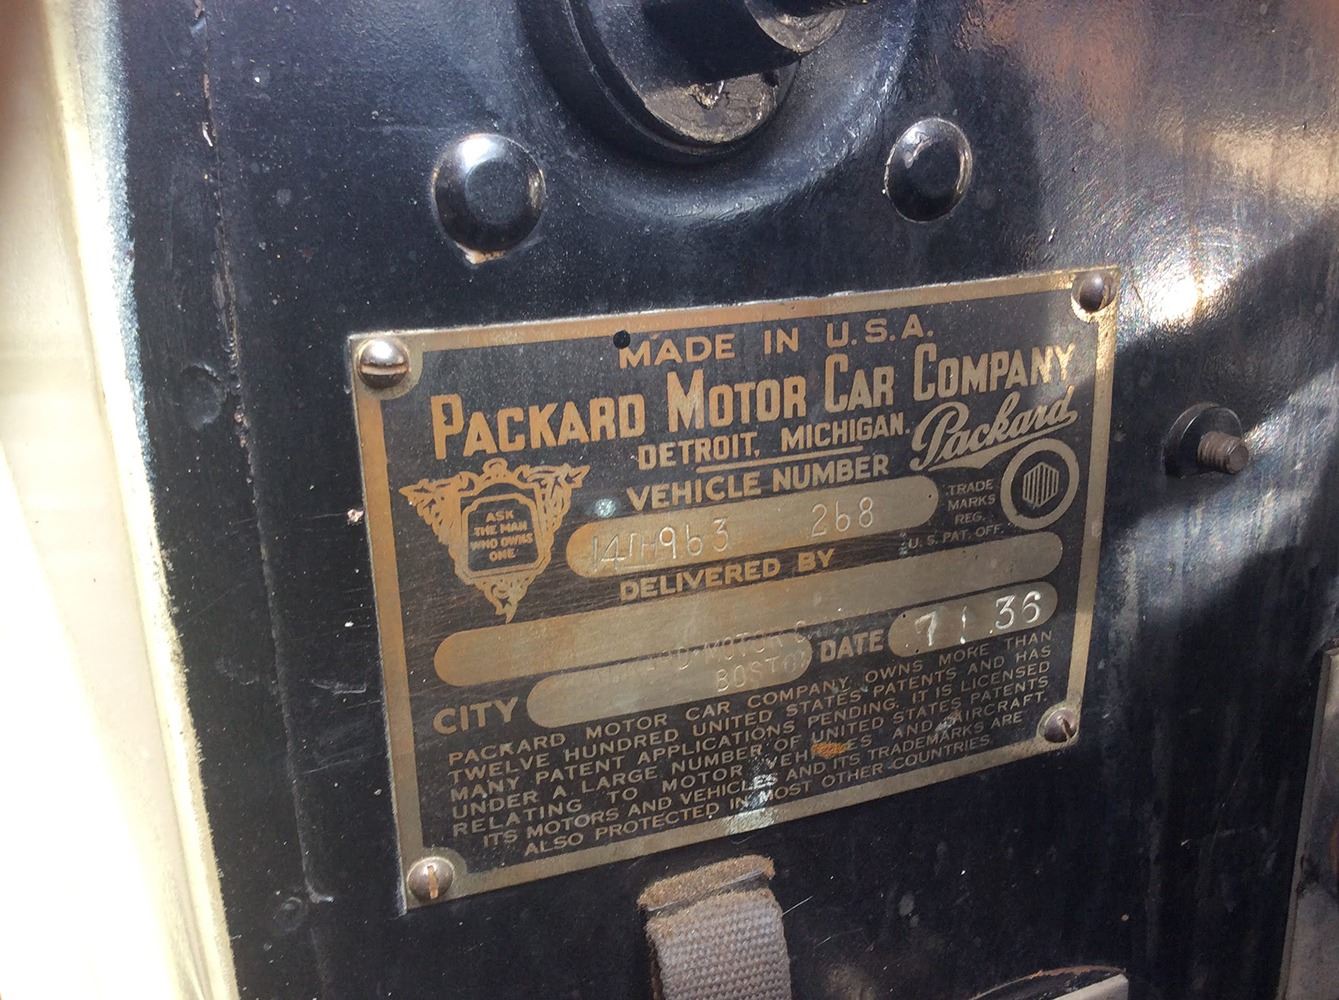 MADE IN U.S.A.
PACKARD MOTOR CAR COMPANY
DETROIT, MICHIGAN.
Packard
VEHICLE NUMBER
ASK
THE MAN
WHO OWNS
ONE
963 268
TRADE
MARKS
REG.
U.S. PAT. OFF.
DELIVERED BY
MOTOR
CITY
BOSTON
DATE
7 1 36
PACKARD MOTOR CAR COMPANY OWNS MORE THAN
TWELVE HUNDRED UNITED STATES PATENTS AND HAS
MANY PATENT APPLICATIONS PENDING. IT IS LICENSED
UNDER A LARGE NUMBER OF UNITED STATES PATENTS
RELATING TO MOTOR VEHICLES AND AIRCRAFT.
ITS MOTORS AND VEHICLES AND ITS TRADEMARKS ARE
ALSO PROTECTED IN MOST OTHER COUNTRIES.